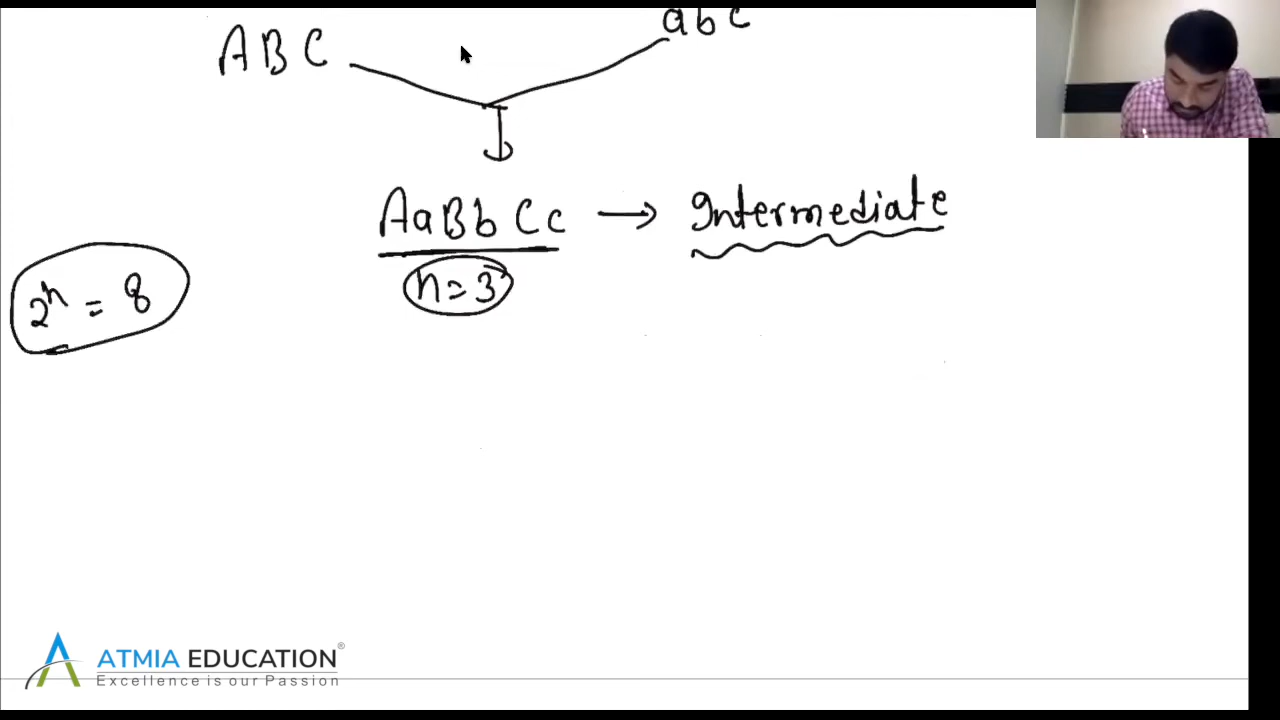 ABC abc
AaBbCc → Intermediate
n=3
2ⁿ = 8
ATMIA EDUCATION®
Excellence is our Passion